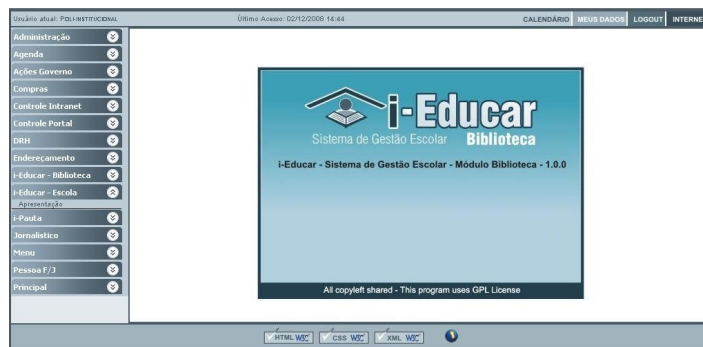 Usuário atual: POLI-INSTITUCIONAL
Último Acesso: 02/12/2008 14:44
CALENDÁRIO MEUS DADOS LOGOUT INTERNE
Administração
Agenda
Ações Governo
Compras
Controle Intranet
Controle Portal
DRH
Endereçamento
i-Educar - Biblioteca
i-Educar - Escola
Apresentação
i-Pauta
Jornalístico
Menu
Pessoa F/J
Principal
i-Educar
Sistema de Gestão Escolar Biblioteca
i-Educar - Sistema de Gestão Escolar - Módulo Biblioteca - 1.0.0
All copyleft shared - This program uses GPL License
HTML W3C CSS W3C XML W3C